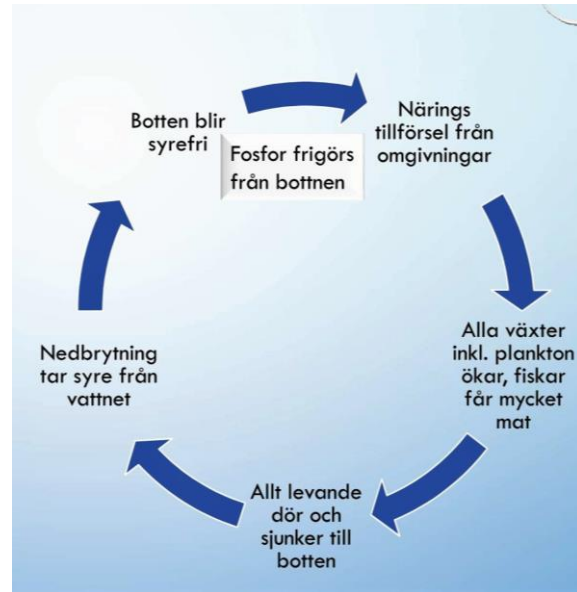 Botten blir
syrefri
Fosfor frigörs
från bottnen
Närings
tillförsel från
omgivningar
Alla växter
inkl. plankton
ökar, fiskar
får mycket
mat
Allt levande
dör och
sjunker till
botten
Nedbrytning
tar syre från
vattnet